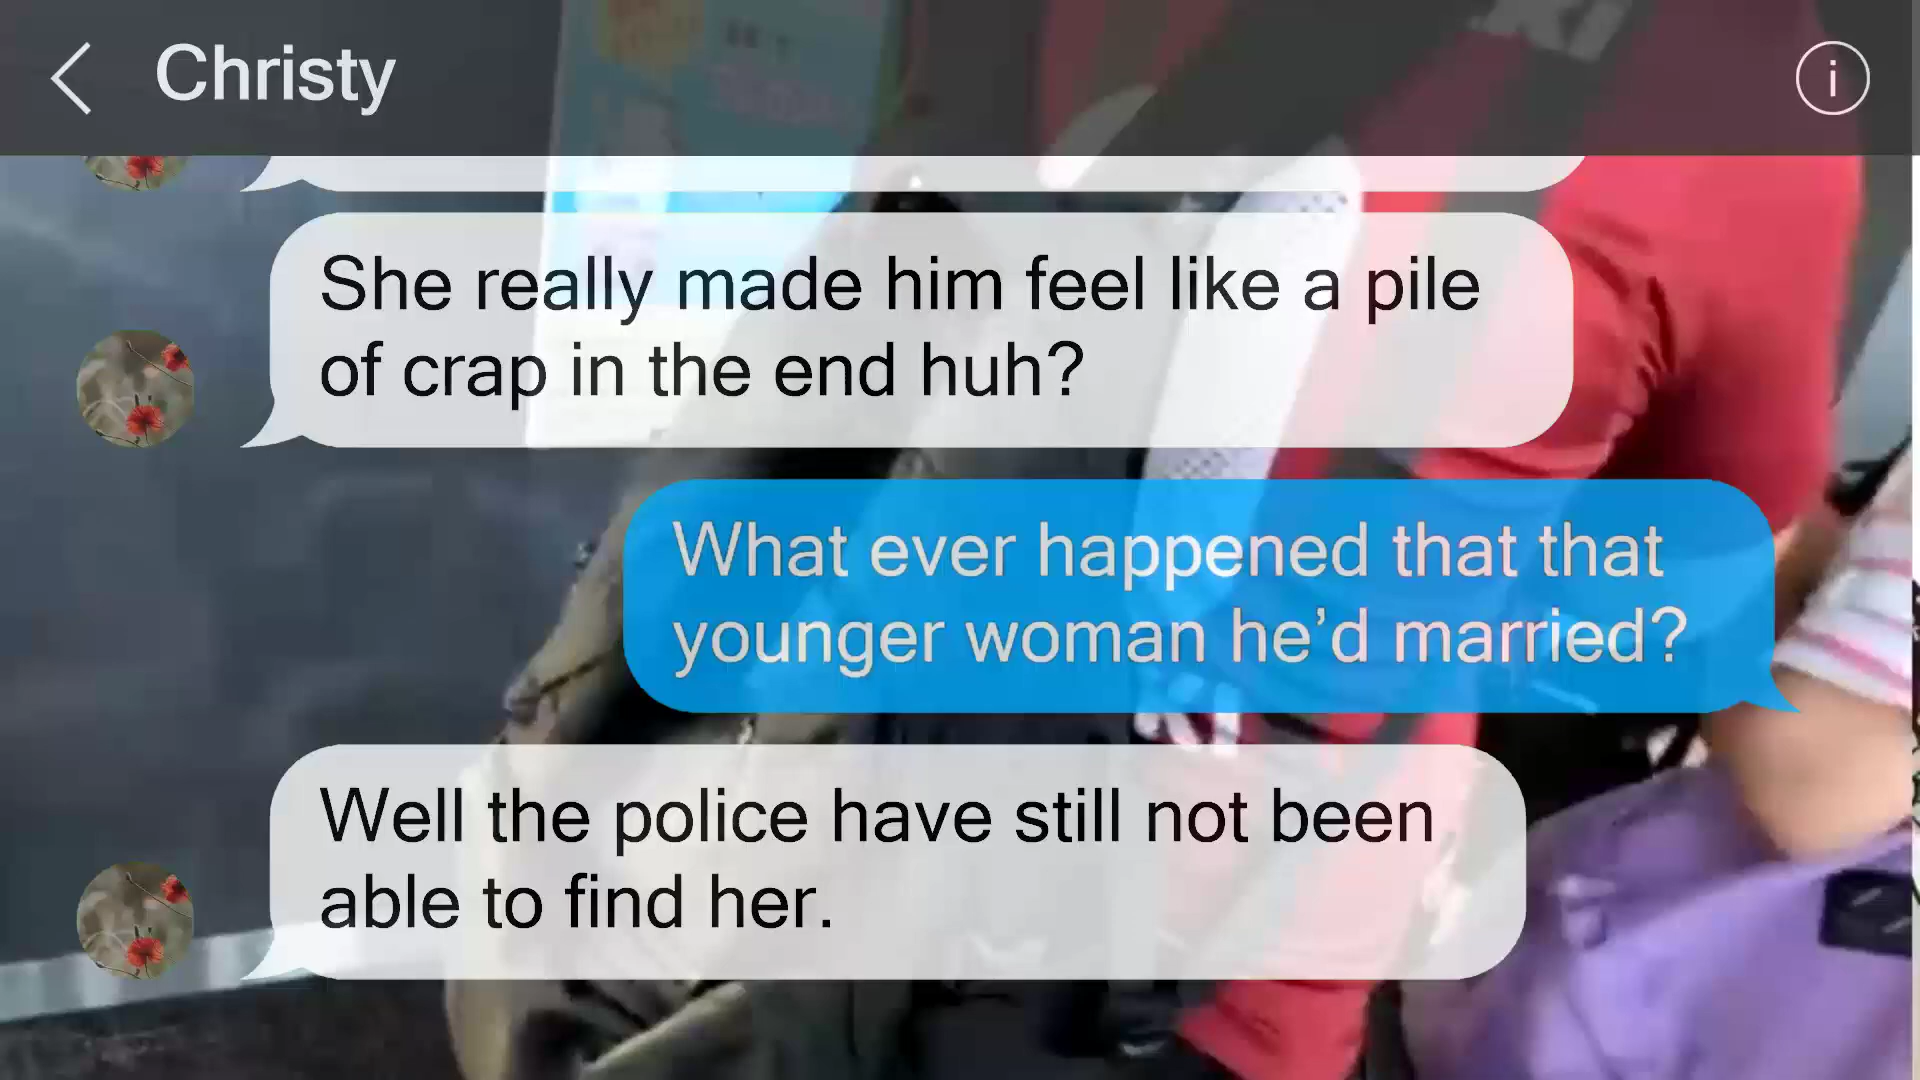 Christy
i
She really made him feel like a pile
of crap in the end huh?
What ever happened that that
younger woman he’d married?
Well the police have still not been
able to find her.